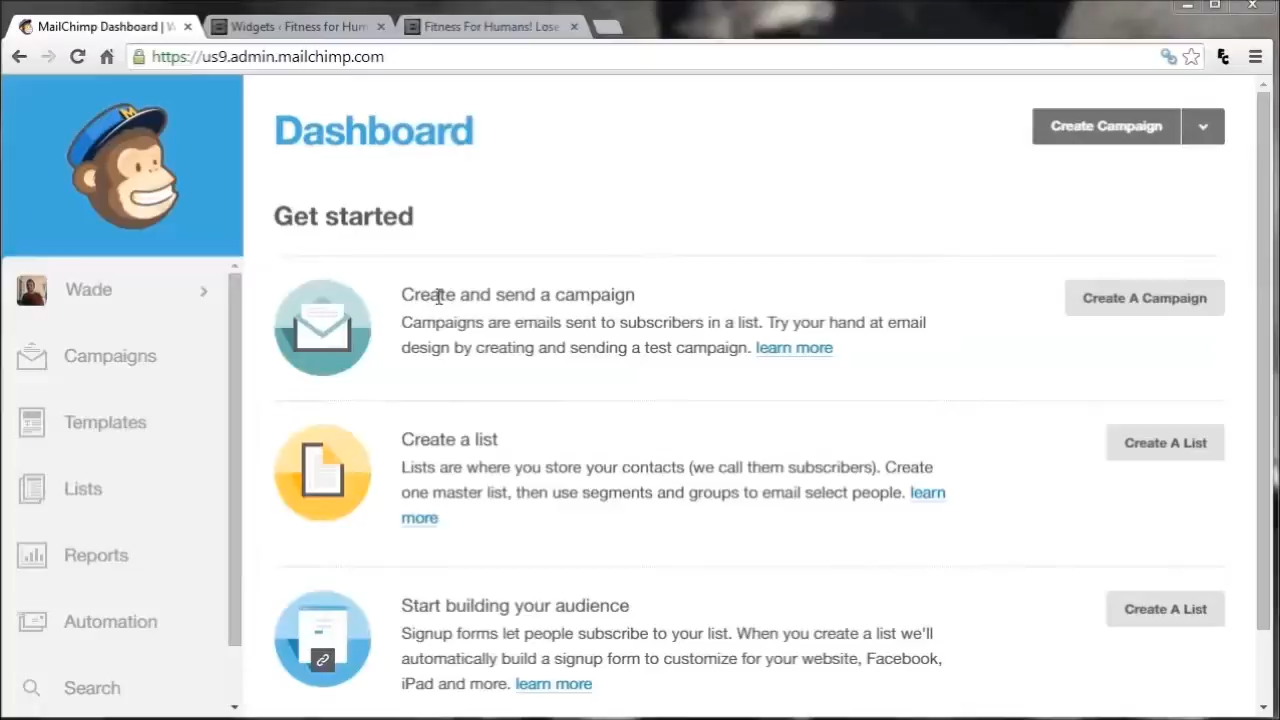 MailChimp Dashboard | W
Widgets ‹ Fitness for Hum
Fitness For Humans! Lose
https://us9.admin.mailchimp.com
M
Dashboard
Create Campaign
Get started
Wade
Campaigns
Templates
Lists
Reports
Automation
Search
Create and send a campaign
Campaigns are emails sent to subscribers in a list. Try your hand at email
design by creating and sending a test campaign. learn more
Create A Campaign
Create a list
Lists are where you store your contacts (we call them subscribers). Create
one master list, then use segments and groups to email select people. learn
more
Create A List
Start building your audience
Signup forms let people subscribe to your list. When you create a list we'll
automatically build a signup form to customize for your website, Facebook,
iPad and more. learn more
Create A List